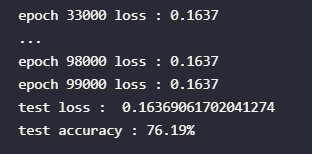 epoch 33000 loss : 0.1637
...
epoch 98000 loss : 0.1637
epoch 99000 loss : 0.1637
test loss :  0.16369061702041274
test accuracy : 76.19%